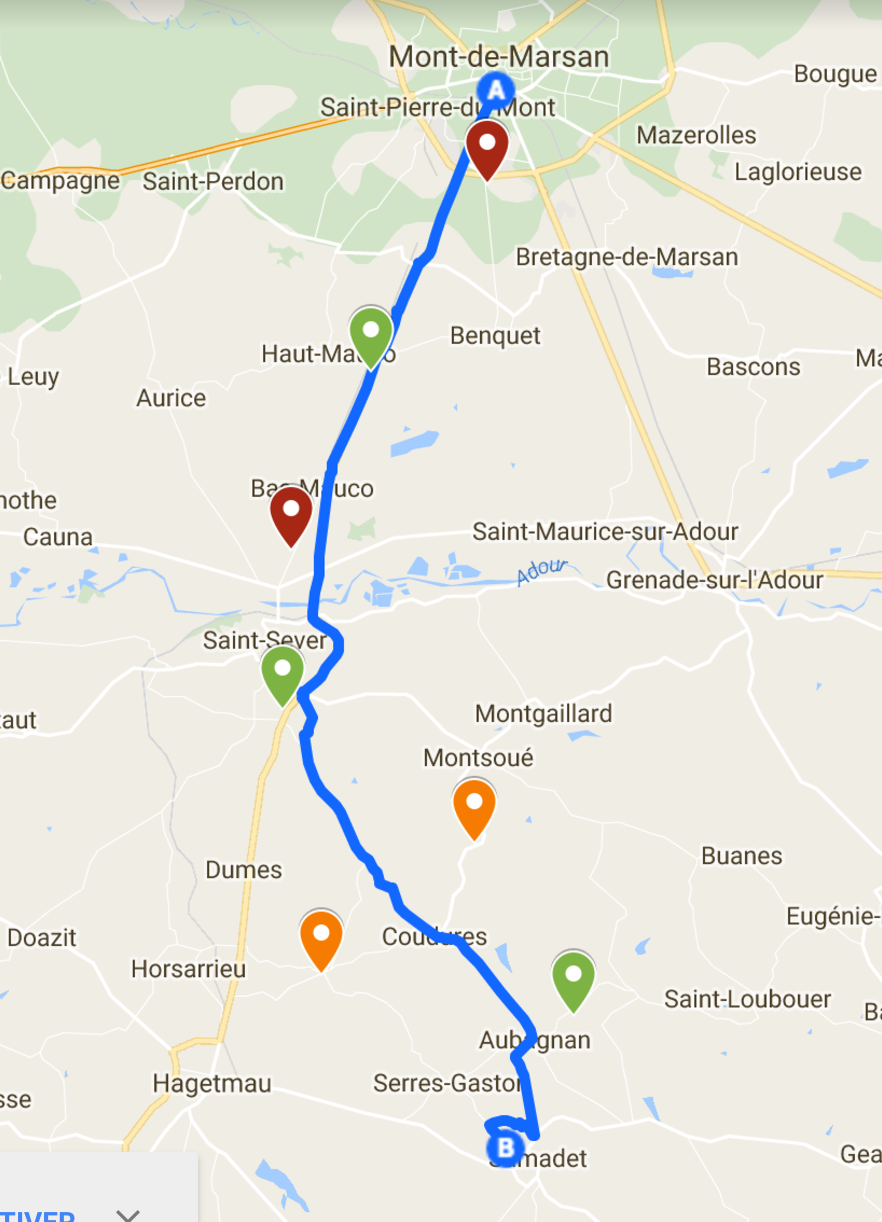 Mont-de-Marsan
Bougue
A
Saint-Pierre-du-Mont
Mazerolles
Laglorieuse
Campagne
Saint-Perdon
Bretagne-de-Marsan
Benquet
Haut-Mauco
Bascons
Ma
Leuy
Aurice
Bas-Mauco
nothe
Saint-Maurice-sur-Adour
Cauna
Adour
Grenade-sur-l'Adour
Saint-Sever
Montgaillard
taut
Montsoué
Buanes
Dumes
Eugénie-
Doazit
Coudures
Horsarrieu
Saint-Loubouer
Ba
Aubagnan
Serres-Gaston
Hagetmau
sse
B
Samadet
Gea
TIVER